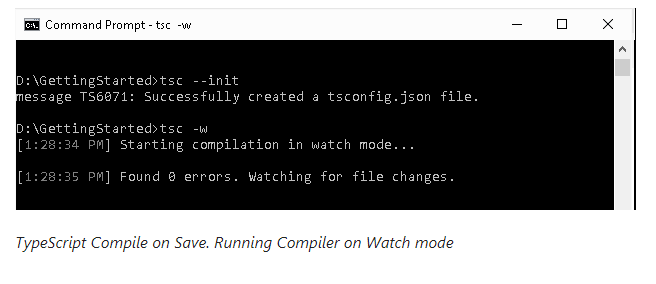 Command Prompt - tsc -w
D:\GettingStarted>tsc --init
message TS6071: Successfully created a tsconfig.json file.
D:\GettingStarted>tsc -w
[1:28:34 PM] Starting compilation in watch mode...
[1:28:35 PM] Found 0 errors. Watching for file changes.
TypeScript Compile on Save. Running Compiler on Watch mode